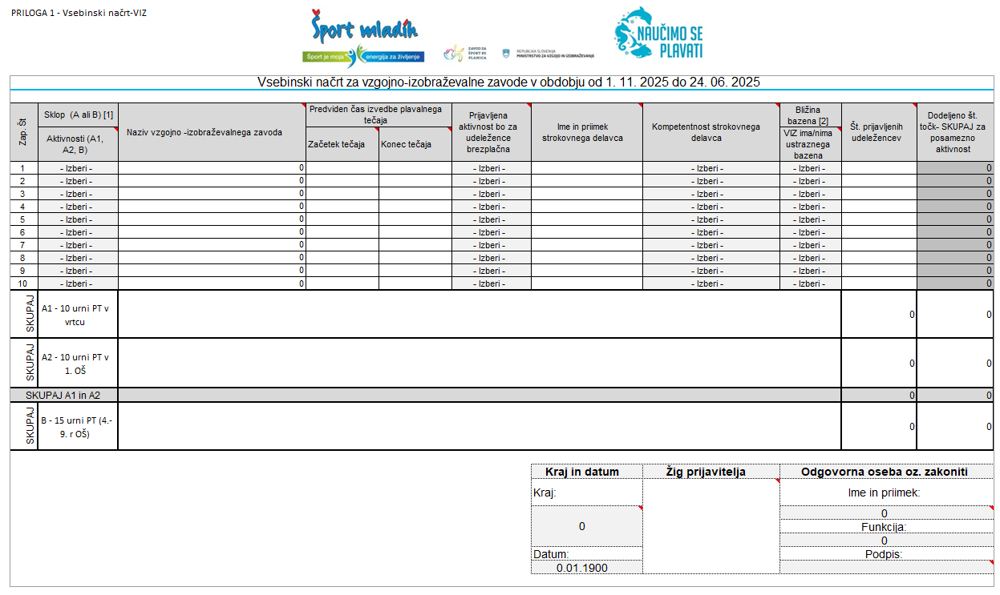 PRILOGA 1 - Vsebinski načrt-VIZ
Šport mladih
Šport je moja energija za življenje
ZAVOD ZA
ŠPORT RS
PLANICA
REPUBLIKA SLOVENIJA
MINISTRSTVO ZA VZGOJO IN IZOBRAŽEVANJE
NAUČIMO SE
PLAVATI
Vsebinski načrt za vzgojno-izobraževalne zavode v obdobju od 1. 11. 2025 do 24. 06. 2025
Zap. Št
Sklop (A ali B) [1]
Aktivnosti (A1,
A2, B)
Naziv vzgojno -izobraževalnega zavoda
Predviden čas izvedbe plavalnega
tečaja
Začetek tečaja
Konec tečaja
Prijavljena
aktivnost bo za
udeležence
brezplačna
Ime in priimek
strokovnega delavca
Kompetentnost strokovnega
delavca
Bližina
bazena [2]
VIZ ima/nima
ustraznega
bazena
Št. prijavljenih
udeležencev
Dodeljeno št.
točk- SKUPAJ za
posamezno
aktivnost
1 - Izberi - 0 - Izberi - - Izberi - - Izberi - 0
2 - Izberi - 0 - Izberi - - Izberi - - Izberi - 0
3 - Izberi - 0 - Izberi - - Izberi - - Izberi - 0
4 - Izberi - 0 - Izberi - - Izberi - - Izberi - 0
5 - Izberi - 0 - Izberi - - Izberi - - Izberi - 0
6 - Izberi - 0 - Izberi - - Izberi - - Izberi - 0
7 - Izberi - 0 - Izberi - - Izberi - - Izberi - 0
8 - Izberi - 0 - Izberi - - Izberi - - Izberi - 0
9 - Izberi - 0 - Izberi - - Izberi - - Izberi - 0
10 - Izberi - 0 - Izberi - - Izberi - - Izberi - 0
SKUPAJ
A1 - 10 urni PT v
vrtcu
0 0
SKUPAJ
A2 - 10 urni PT v
1. OŠ
0 0
SKUPAJ A1 in A2 0 0
SKUPAJ
B - 15 urni PT (4.-
9. r OŠ)
0 0
Kraj in datum Žig prijavitelja Odgovorna oseba oz. zakoniti
Kraj: Ime in priimek:
0
0
Funkcija:
0
Datum: Podpis:
0.01.1900